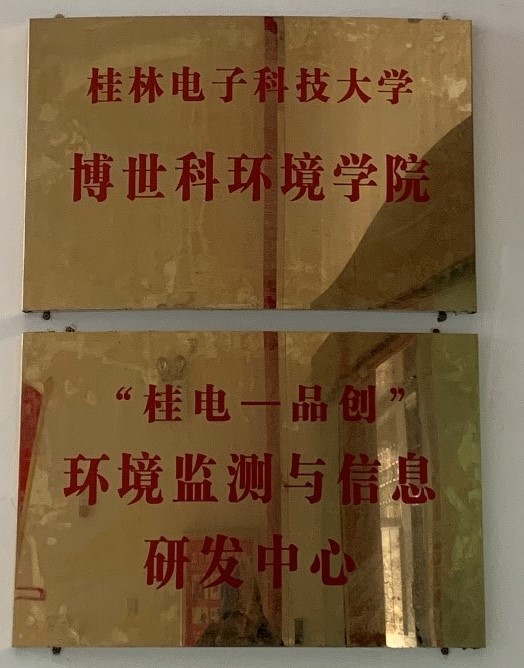 桂林电子科技大学
博世科环境学院
“桂电—品创”
环境监测与信息
研发中心